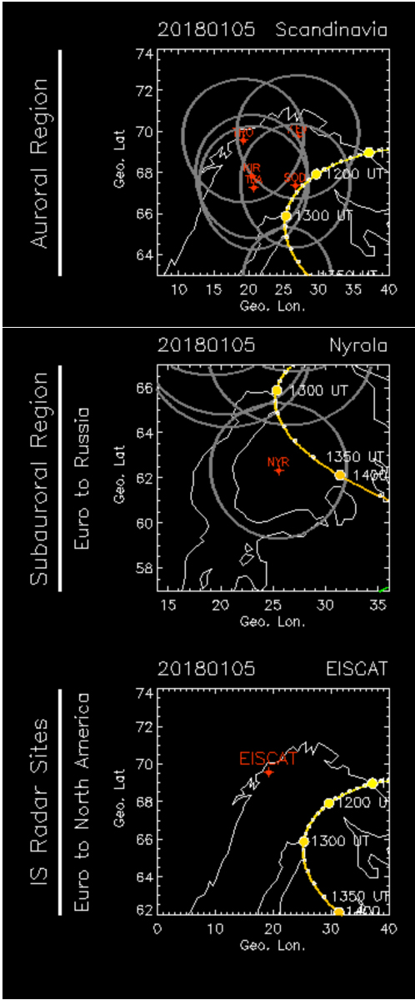 20180105 Scandinavia
Auroral Region
Geo. Lat
74
72
70
68
66
64
KEV
SOD
1200 UT
1300 UT
1350 UT
10 15 20 25 30 35 40
Geo. Lon.
20180105 Nyrola
Subauroral Region
Euro to Russia
Geo. Lat
66
64
62
60
58
1300 UT
NYR
1350 UT
1400
15 20 25 30 35
Geo. Lon.
20180105 EISCAT
IS Radar Sites
Euro to North America
Geo. Lat
74
72
70
68
66
64
62
EISCAT
1200 U
1300 UT
1350 UT
1400
0 10 20 30 40
Geo. Lon.